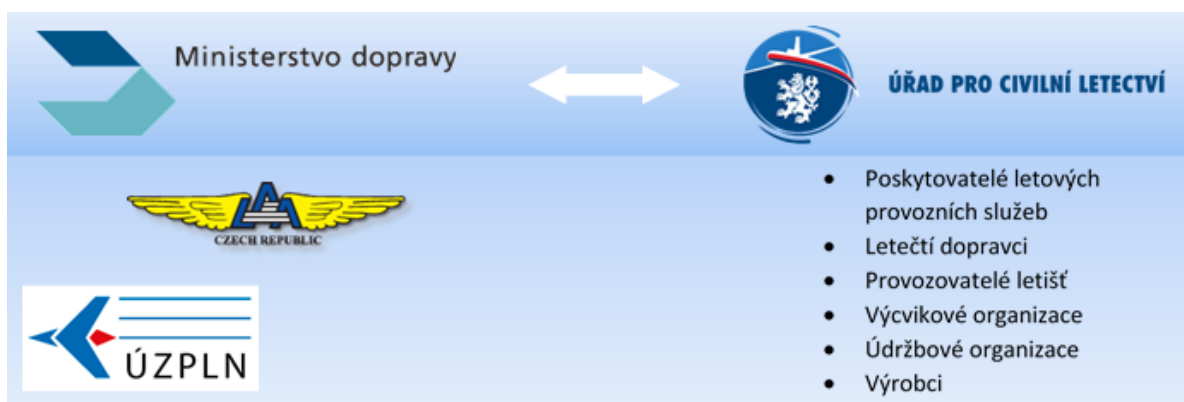 Ministerstvo dopravy
ÚŘAD PRO CIVILNÍ LETECTVÍ
LAA
CZECH REPUBLIC
ÚZPLN
• Poskytovatelé letových
provozních služeb
• Letečtí dopravci
• Provozovatelé letišť
• Výcvikové organizace
• Údržbové organizace
• Výrobci